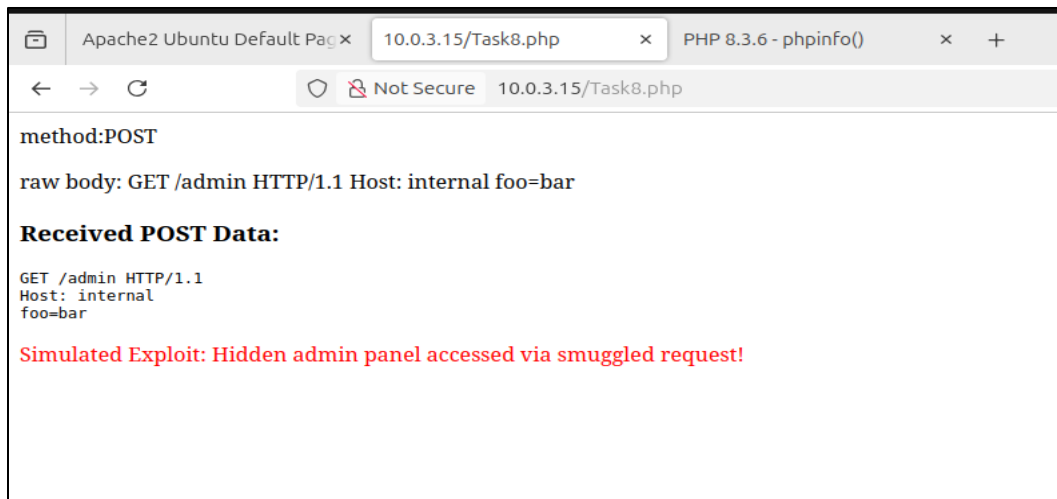 Apache2 Ubuntu Default Pag
10.0.3.15/Task8.php
PHP 8.3.6 - phpinfo()
Not Secure 10.0.3.15/Task8.php
method:POST
raw body: GET /admin HTTP/1.1 Host: internal foo=bar
Received POST Data:
GET /admin HTTP/1.1
Host: internal
foo=bar
Simulated Exploit: Hidden admin panel accessed via smuggled request!